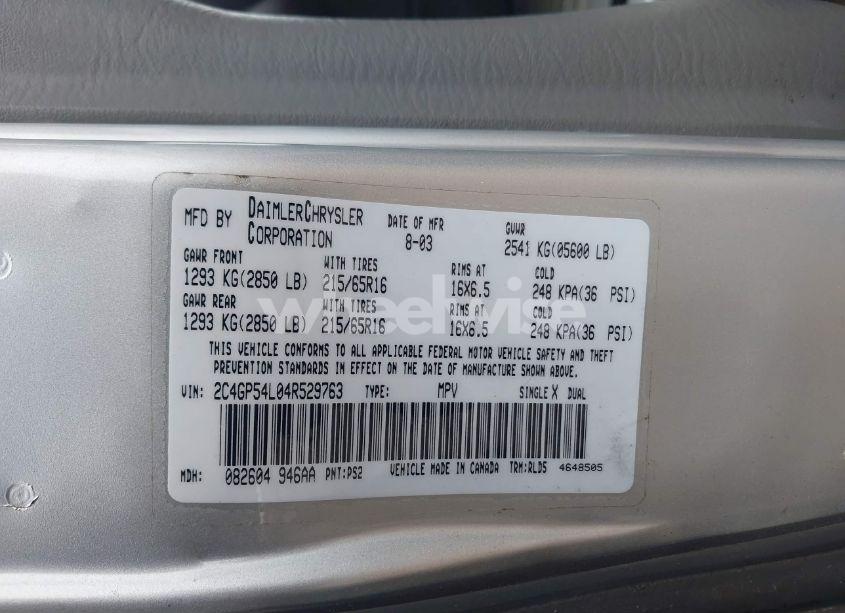 MFD BY DAIMLERCHRYSLER CORPORATION DATE OF MFR 8-03 GVWR 2541 KG(05600 LB)
GAWR FRONT WITH TIRES RIMS AT COLD
1293 KG(2850 LB) 215/65R16 16X6.5 248 KPA(36 PSI)
GAWR REAR WITH TIRES RIMS AT COLD
1293 KG(2850 LB) 215/65R16 16X6.5 248 KPA(36 PSI)
THIS VEHICLE CONFORMS TO ALL APPLICABLE FEDERAL MOTOR VEHICLE SAFETY AND THEFT
PREVENTION STANDARDS IN EFFECT ON THE DATE OF MANUFACTURE SHOWN ABOVE.
VIN: 2C4GP54L04R529763 TYPE: MPV SINGLE X DUAL
MDH: 082604 946AA PNT:PS2 VEHICLE MADE IN CANADA TRM:RLD5 4648505
wheelwise